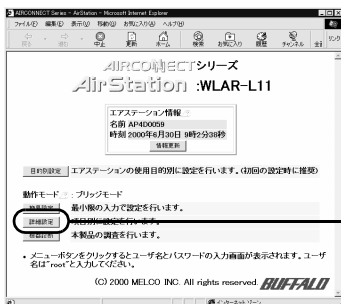 AIRCONNECT Series - AirStation - Microsoft Internet Explorer
ファイル(F) 編集(E) 表示(V) 移動(G) お気に入り(A) ヘルプ(H)
戻る 中止 更新 ホーム 検索 お気に入り 履歴 チャンネル 全画 リンク
AIRCONNECTシリーズ
AirStation :WLAR-L11
エアステーション情報
名前 AP4D0059
時刻 2000年6月30日 9時2分38秒
情報更新
目的別設定 エアステーションの使用目的別に設定を行います。(初回の設定時に推奨)
動作モード : ブリッジモード
最小限の入力で設定を行います。
詳細設定 項目別に設定を行います。
機器診断 本製品の調査を行います。
• メニューボタンをクリックするとユーザ名とパスワードの入力画面が表示されます。ユーザ
名は"root"と入力してください。
(C) 2000 MELCO INC. All rights reserved. BUFFALO
インターネット ゾーン